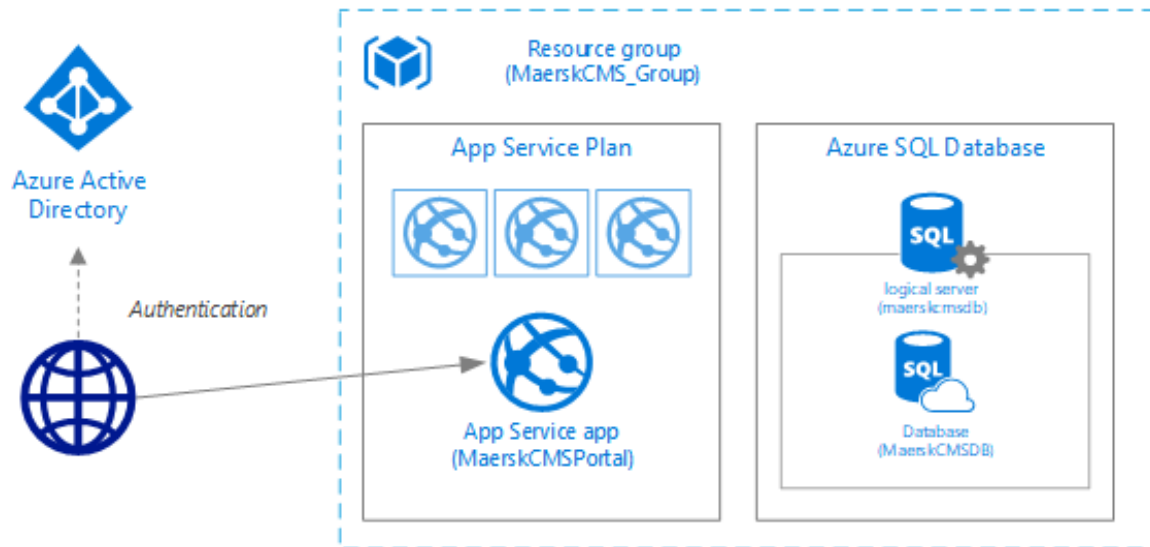 Resource group
(MaerskCMS_Group)
App Service Plan
Azure SQL Database
Azure Active
Directory
SQL
logical server
(maerskcmsdb)
Authentication
SQL
App Service app
(MaerskCMSPortal)
Database
(MaerskCMSDB)